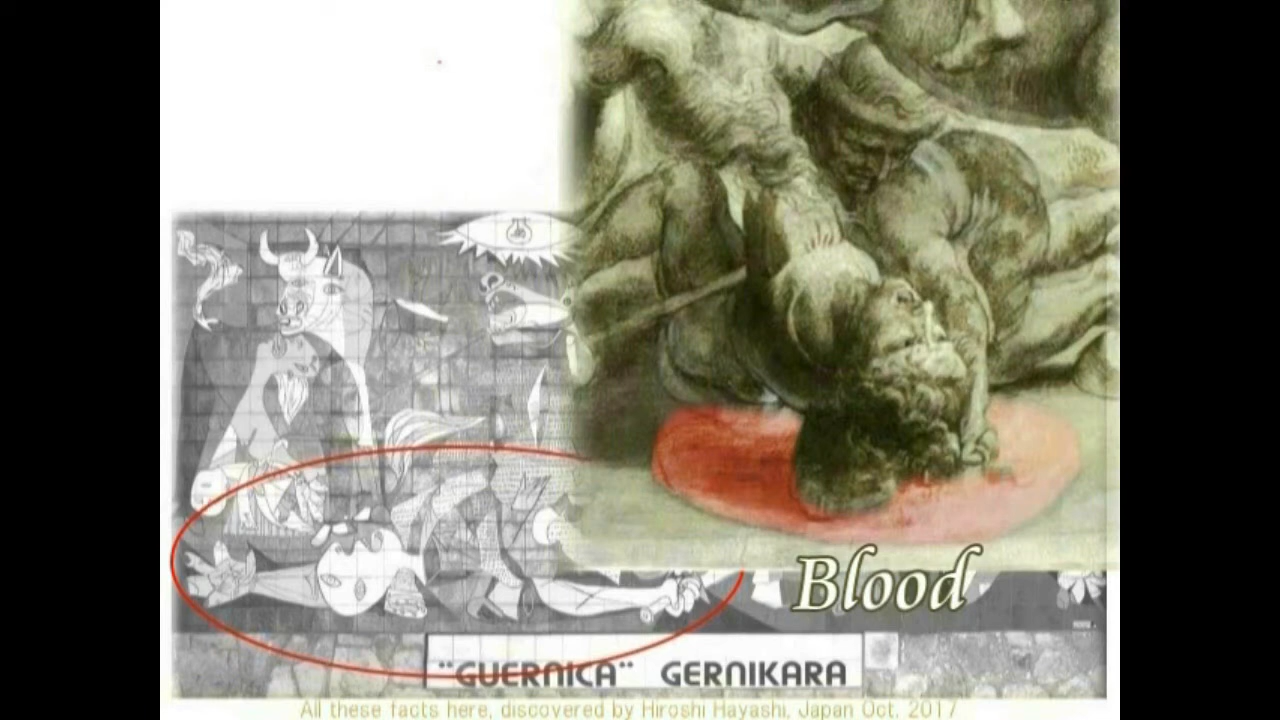 Blood
"GUERNICA" GERNIKARA
All these facts here, discovered by Hiroshi Hayashi, Japan Oct. 2017